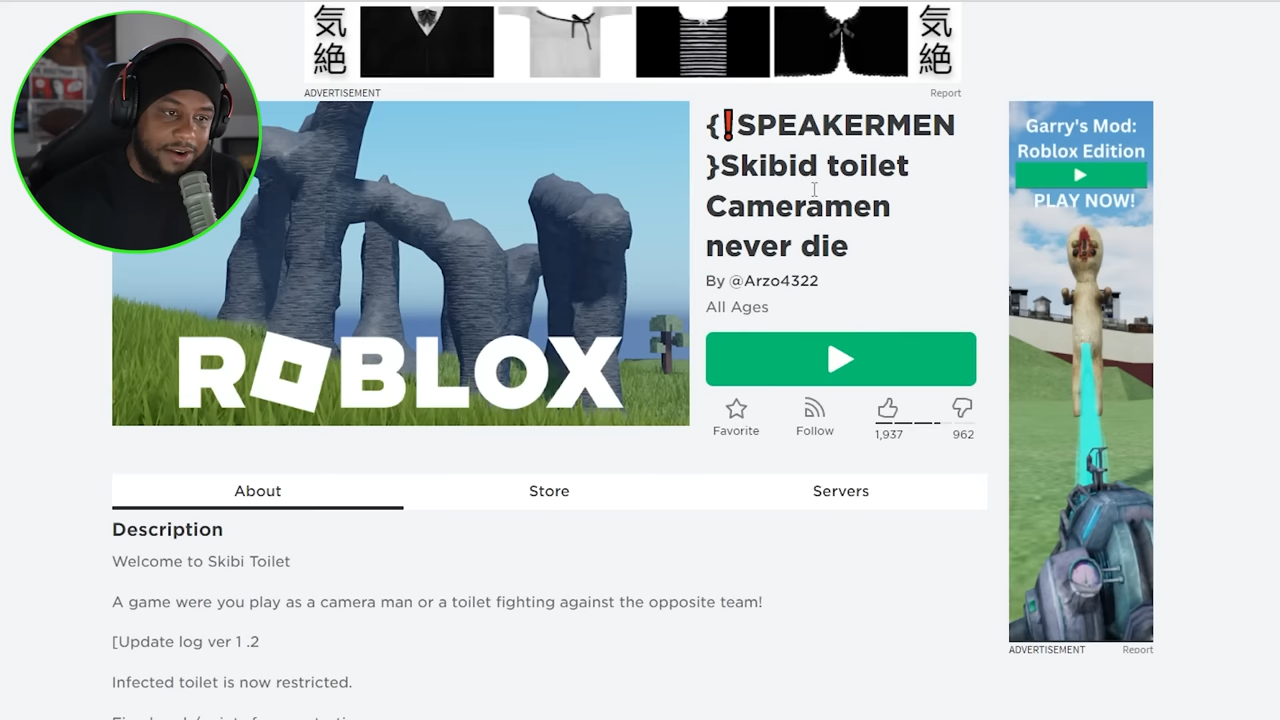 気 気
絶 絶
ADVERTISEMENT Report
{❗SPEAKERMEN
}Skibid toilet
Cameramen
never die
By @Arzo4322
All Ages
Favorite Follow 1,937 962
ROBLOX
Garry's Mod:
Roblox Edition
PLAY NOW!
ADVERTISEMENT Report
About Store Servers
Description
Welcome to Skibi Toilet
A game were you play as a camera man or a toilet fighting against the opposite team!
[Update log ver 1 .2
Infected toilet is now restricted.